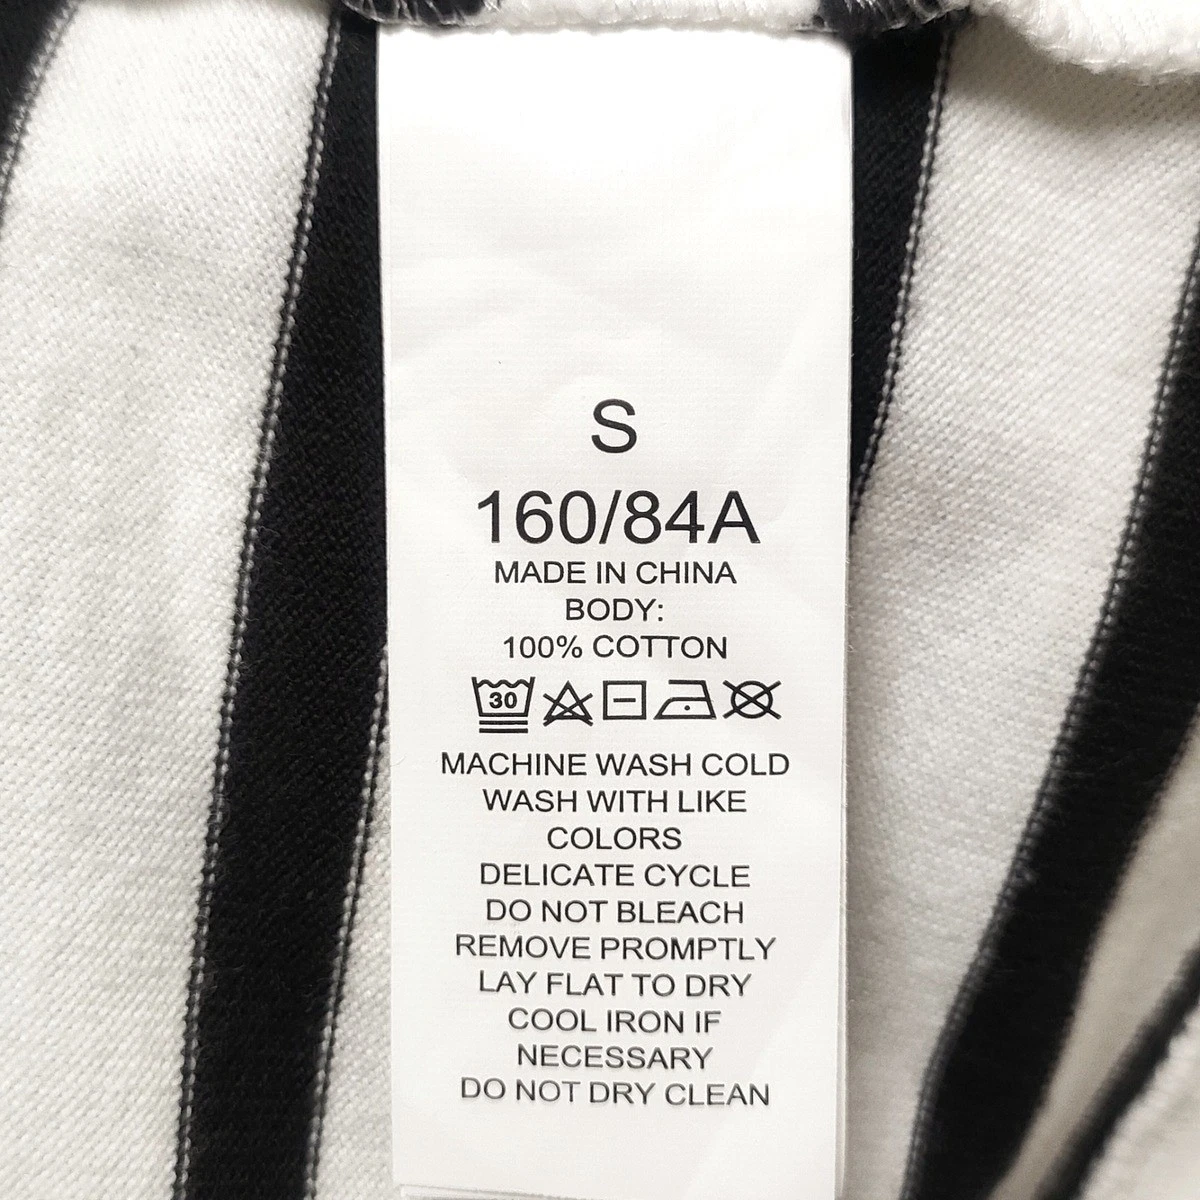 S
160/84A
MADE IN CHINA
BODY:
100% COTTON
30
MACHINE WASH COLD
WASH WITH LIKE
COLORS
DELICATE CYCLE
DO NOT BLEACH
REMOVE PROMPTLY
LAY FLAT TO DRY
COOL IRON IF
NECESSARY
DO NOT DRY CLEAN